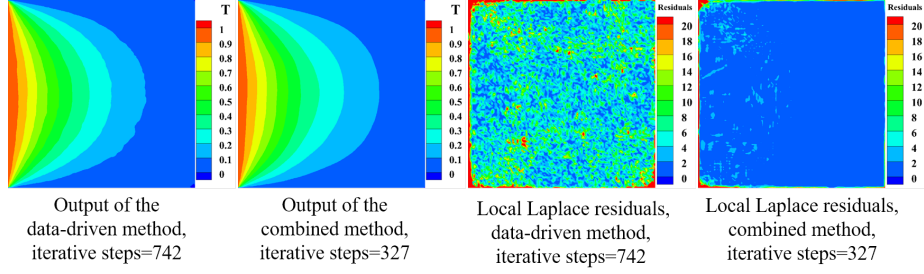 T
1
0.9
0.8
0.7
0.6
0.5
0.4
0.3
0.2
0.1
0
Output of the
data-driven method,
iterative steps=742
T
1
0.9
0.8
0.7
0.6
0.5
0.4
0.3
0.2
0.1
0
Output of the
combined method,
iterative steps=327
Residuals
20
18
16
14
12
10
8
6
4
2
0
Local Laplace residuals,
data-driven method,
iterative steps=742
Residuals
20
18
16
14
12
10
8
6
4
2
0
Local Laplace residuals,
combined method,
iterative steps=327